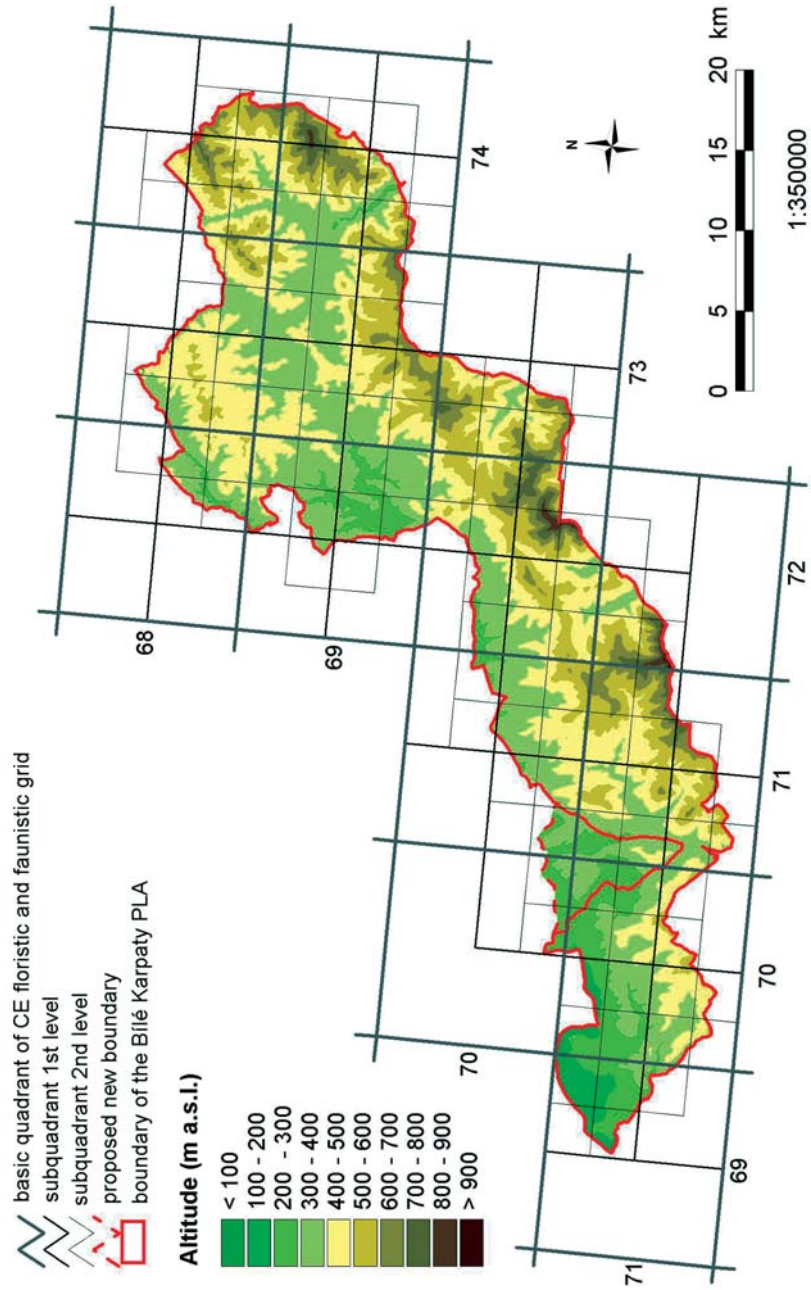 basic quadrant of CE floristic and faunistic grid
subquadrant 1st level
subquadrant 2nd level
proposed new boundary
boundary of the Bílé Karpaty PLA
Altitude (m a.s.l.)
< 100
100 - 200
200 - 300
300 - 400
400 - 500
500 - 600
600 - 700
700 - 800
800 - 900
> 900
68
69
70
71
69
70
71
72
73
74
N
0 5 10 15 20 km
1:350000